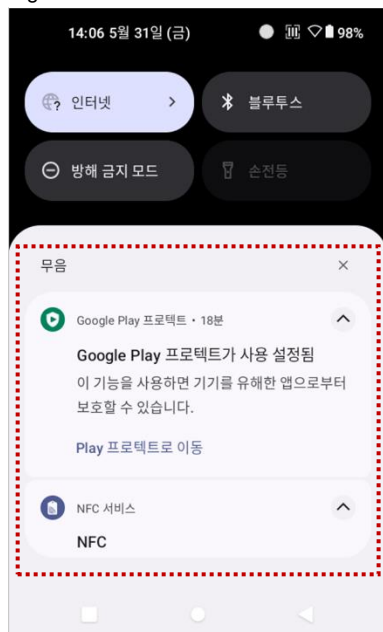 14:06 5월 31일 (금)
98%
인터넷
블루투스
방해 금지 모드
손전등
무음
Google Play 프로텍트 • 18분
Google Play 프로텍트가 사용 설정됨
이 기능을 사용하면 기기를 유해한 앱으로부터
보호할 수 있습니다.
Play 프로텍트로 이동
NFC 서비스
NFC